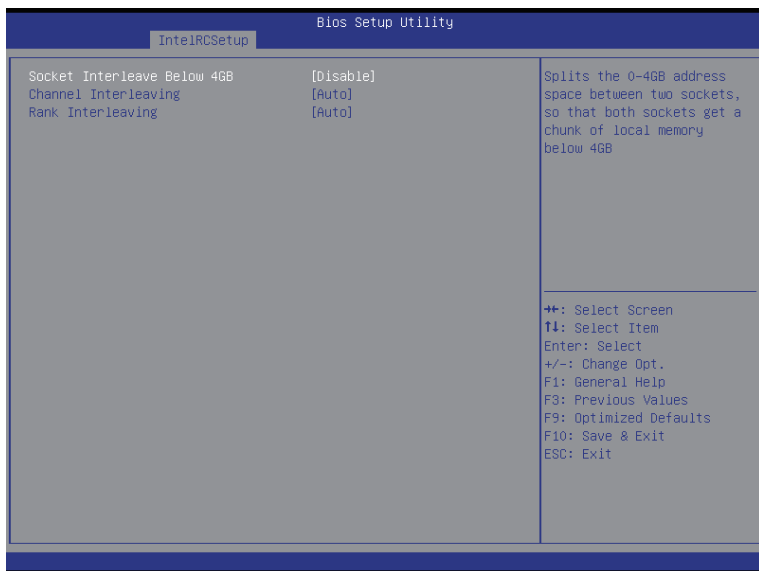 Bios Setup Utility
IntelRCSetup
Socket Interleave Below 4GB [Disable]
Channel Interleaving [Auto]
Rank Interleaving [Auto]
Splits the 0-4GB address
space between two sockets,
so that both sockets get a
chunk of local memory
below 4GB
→←: Select Screen
↑↓: Select Item
Enter: Select
+/-: Change Opt.
F1: General Help
F3: Previous Values
F9: Optimized Defaults
F10: Save & Exit
ESC: Exit